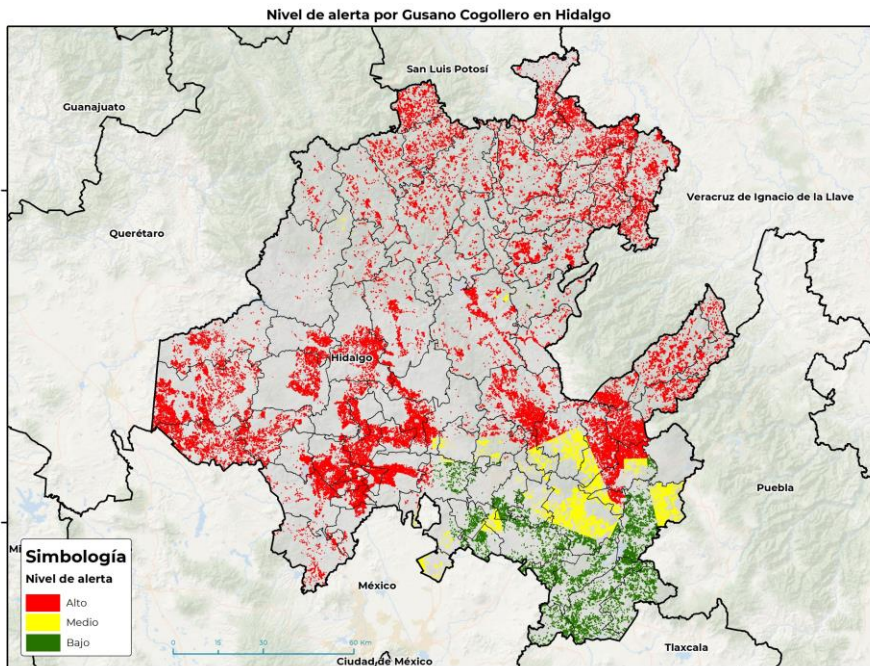 Nivel de alerta por Gusano Cogollero en Hidalgo
San Luis Potosí
Guanajuato
Veracruz de Ignacio de la Llave
Querétaro
Hidalgo
Puebla
México
Tlaxcala
Ciudad de México
Simbología
Nivel de alerta
Alto
Medio
Bajo
0 15 30 60 Km